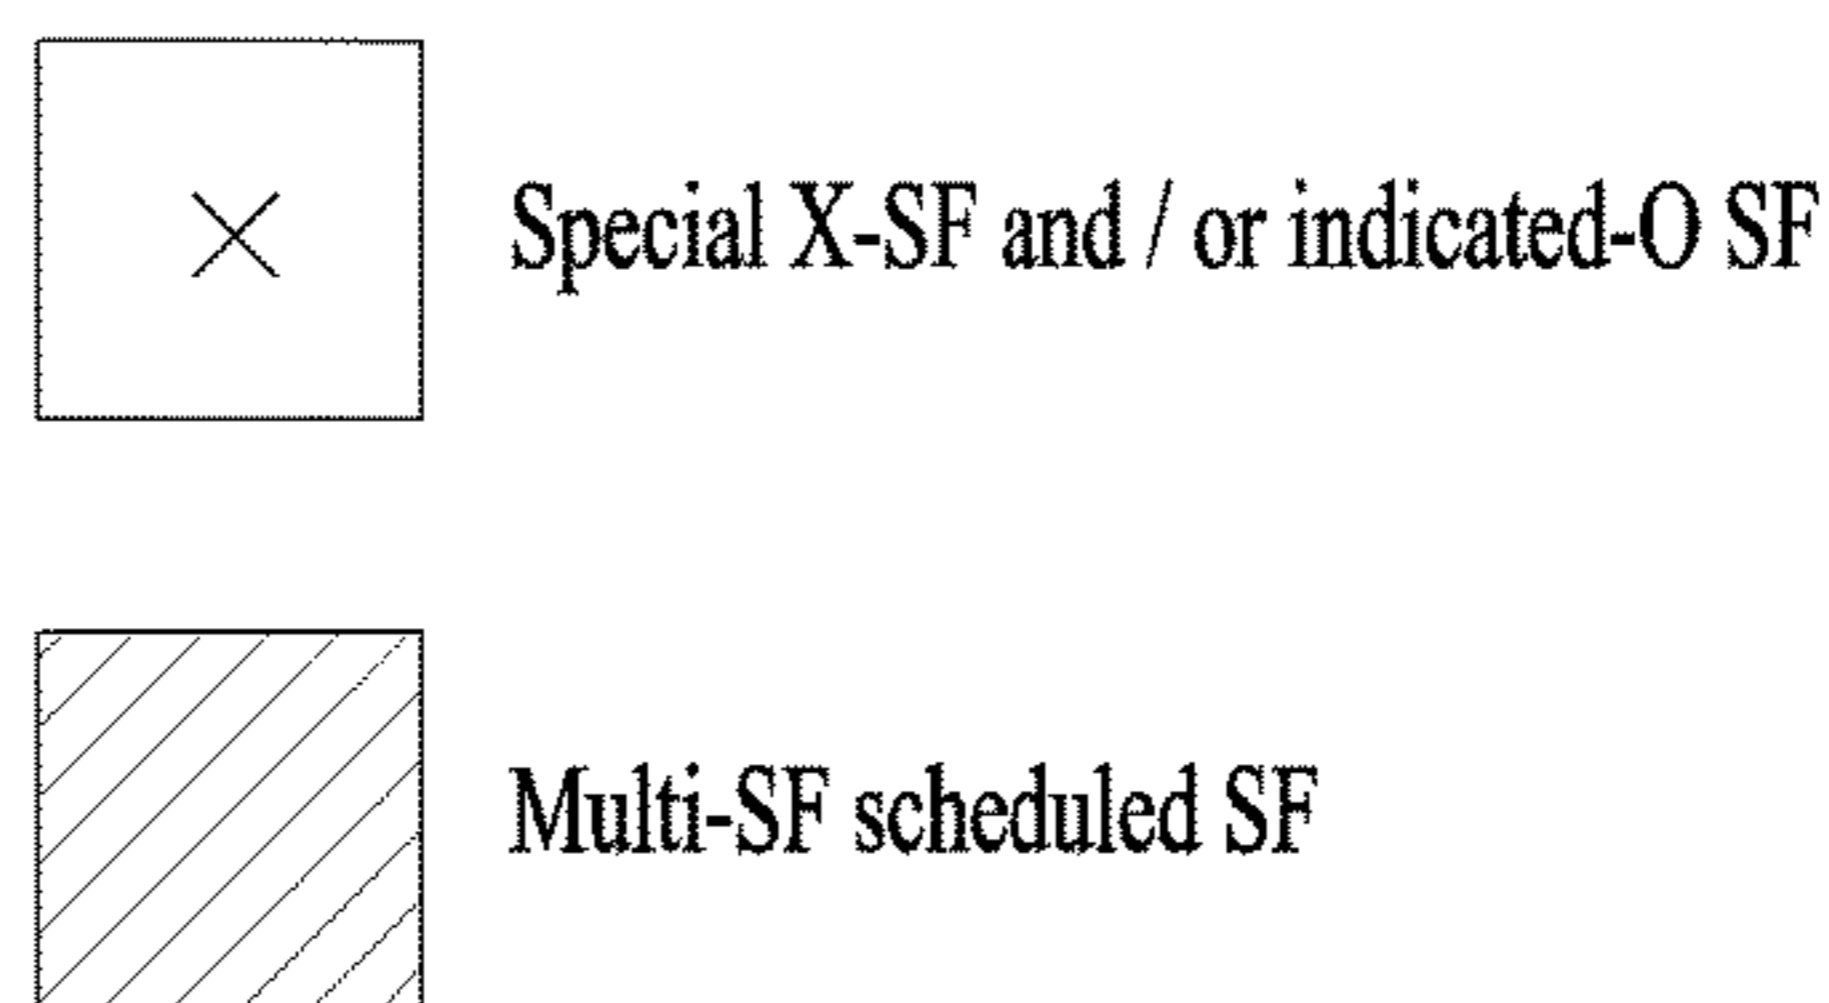 Special X-SF and / or indicated-O SF
Multi-SF scheduled SF